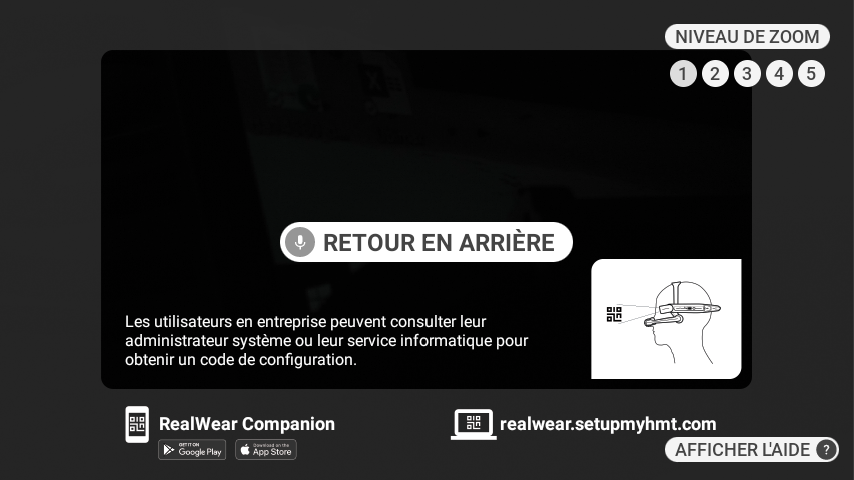 NIVEAU DE ZOOM
1 2 3 4 5
RETOUR EN ARRIÈRE
Les utilisateurs en entreprise peuvent consulter leur
administrateur système ou leur service informatique pour
obtenir un code de configuration.
RealWear Companion
GET IT ON
Google Play
Download on the
App Store
realwear.setupmyhmt.com
AFFICHER L'AIDE ?